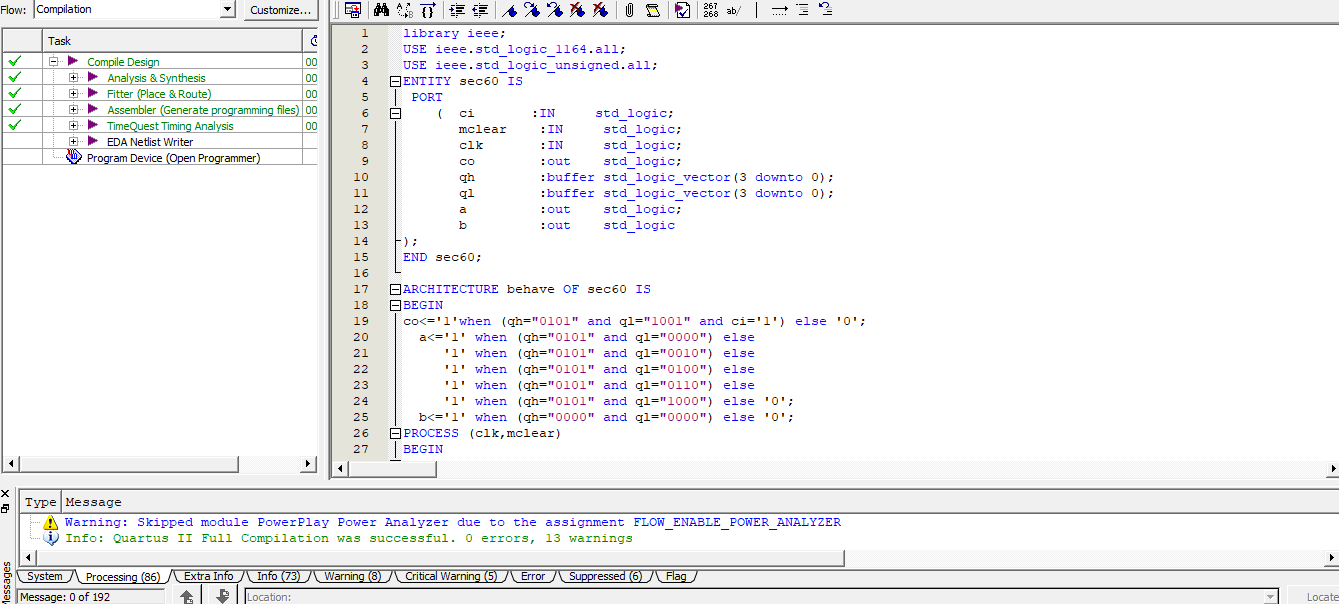 Flow: Compilation Customize...
Task
Compile Design 00
Analysis & Synthesis 00
Fitter (Place & Route) 00
Assembler (Generate programming files) 00
TimeQuest Timing Analysis 00
EDA Netlist Writer
Program Device (Open Programmer)
267
268 ab/
1 library ieee;
2 USE ieee.std_logic_1164.all;
3 USE ieee.std_logic_unsigned.all;
4 ENTITY sec60 IS
5 PORT
6 ( ci :IN std_logic;
7 mclear :IN std_logic;
8 clk :IN std_logic;
9 co :out std_logic;
10 qh :buffer std_logic_vector(3 downto 0);
11 ql :buffer std_logic_vector(3 downto 0);
12 a :out std_logic;
13 b :out std_logic
14 );
15 END sec60;
16
17 ARCHITECTURE behave OF sec60 IS
18 BEGIN
19 co<='1'when (qh="0101" and ql="1001" and ci='1') else '0';
20 a<='1' when (qh="0101" and ql="0000") else
21 '1' when (qh="0101" and ql="0010") else
22 '1' when (qh="0101" and ql="0100") else
23 '1' when (qh="0101" and ql="0110") else
24 '1' when (qh="0101" and ql="1000") else '0';
25 b<='1' when (qh="0000" and ql="0000") else '0';
26 PROCESS (clk,mclear)
27 BEGIN
Type Message
Warning: Skipped module PowerPlay Power Analyzer due to the assignment FLOW_ENABLE_POWER_ANALYZER
Info: Quartus II Full Compilation was successful. 0 errors, 13 warnings
System Processing (86) Extra Info Info (73) Warning (8) Critical Warning (5) Error Suppressed (6) Flag
Messages
Message: 0 of 192 Location: Locate